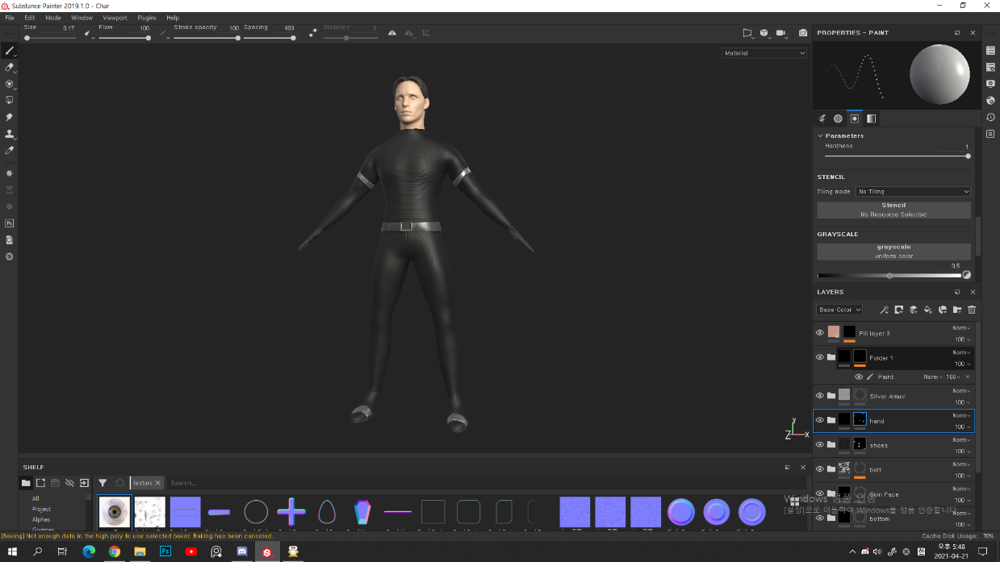 Substance Painter 2019.1.0 - Char
File Edit Mode Window Viewport Plugins Help
Size 0.17 Flow 100 Stroke opacity 100 Spacing 400 Distance 8
Material
PROPERTIES - PAINT
Parameters
Hardness 1
STENCIL
Tiling mode No Tiling
Stencil
No Resource Selected
GRAYSCALE
grayscale
uniform color
0.5
LAYERS
Base Color
Fill layer 3 Norm 100
Folder 1 Norm 100
Paint Norm 100
Silver Armor Norm 100
hand Norm 100
shoes Norm 100
belt Norm 100
Skin Face Norm 100
bottom Norm 100
Windows 정품 인증
[설정]으로 이동하여 Windows를 정품 인증합니다.
Y
Z X
SHELF
texture Search...
All
Project
Alphas
Grunges
Ps
[Baking] Not enough data in the high poly to use selected baker. Baking has been canceled.
Cache Disk Usage: 70%
Ps
오후 5:48
2021-04-21